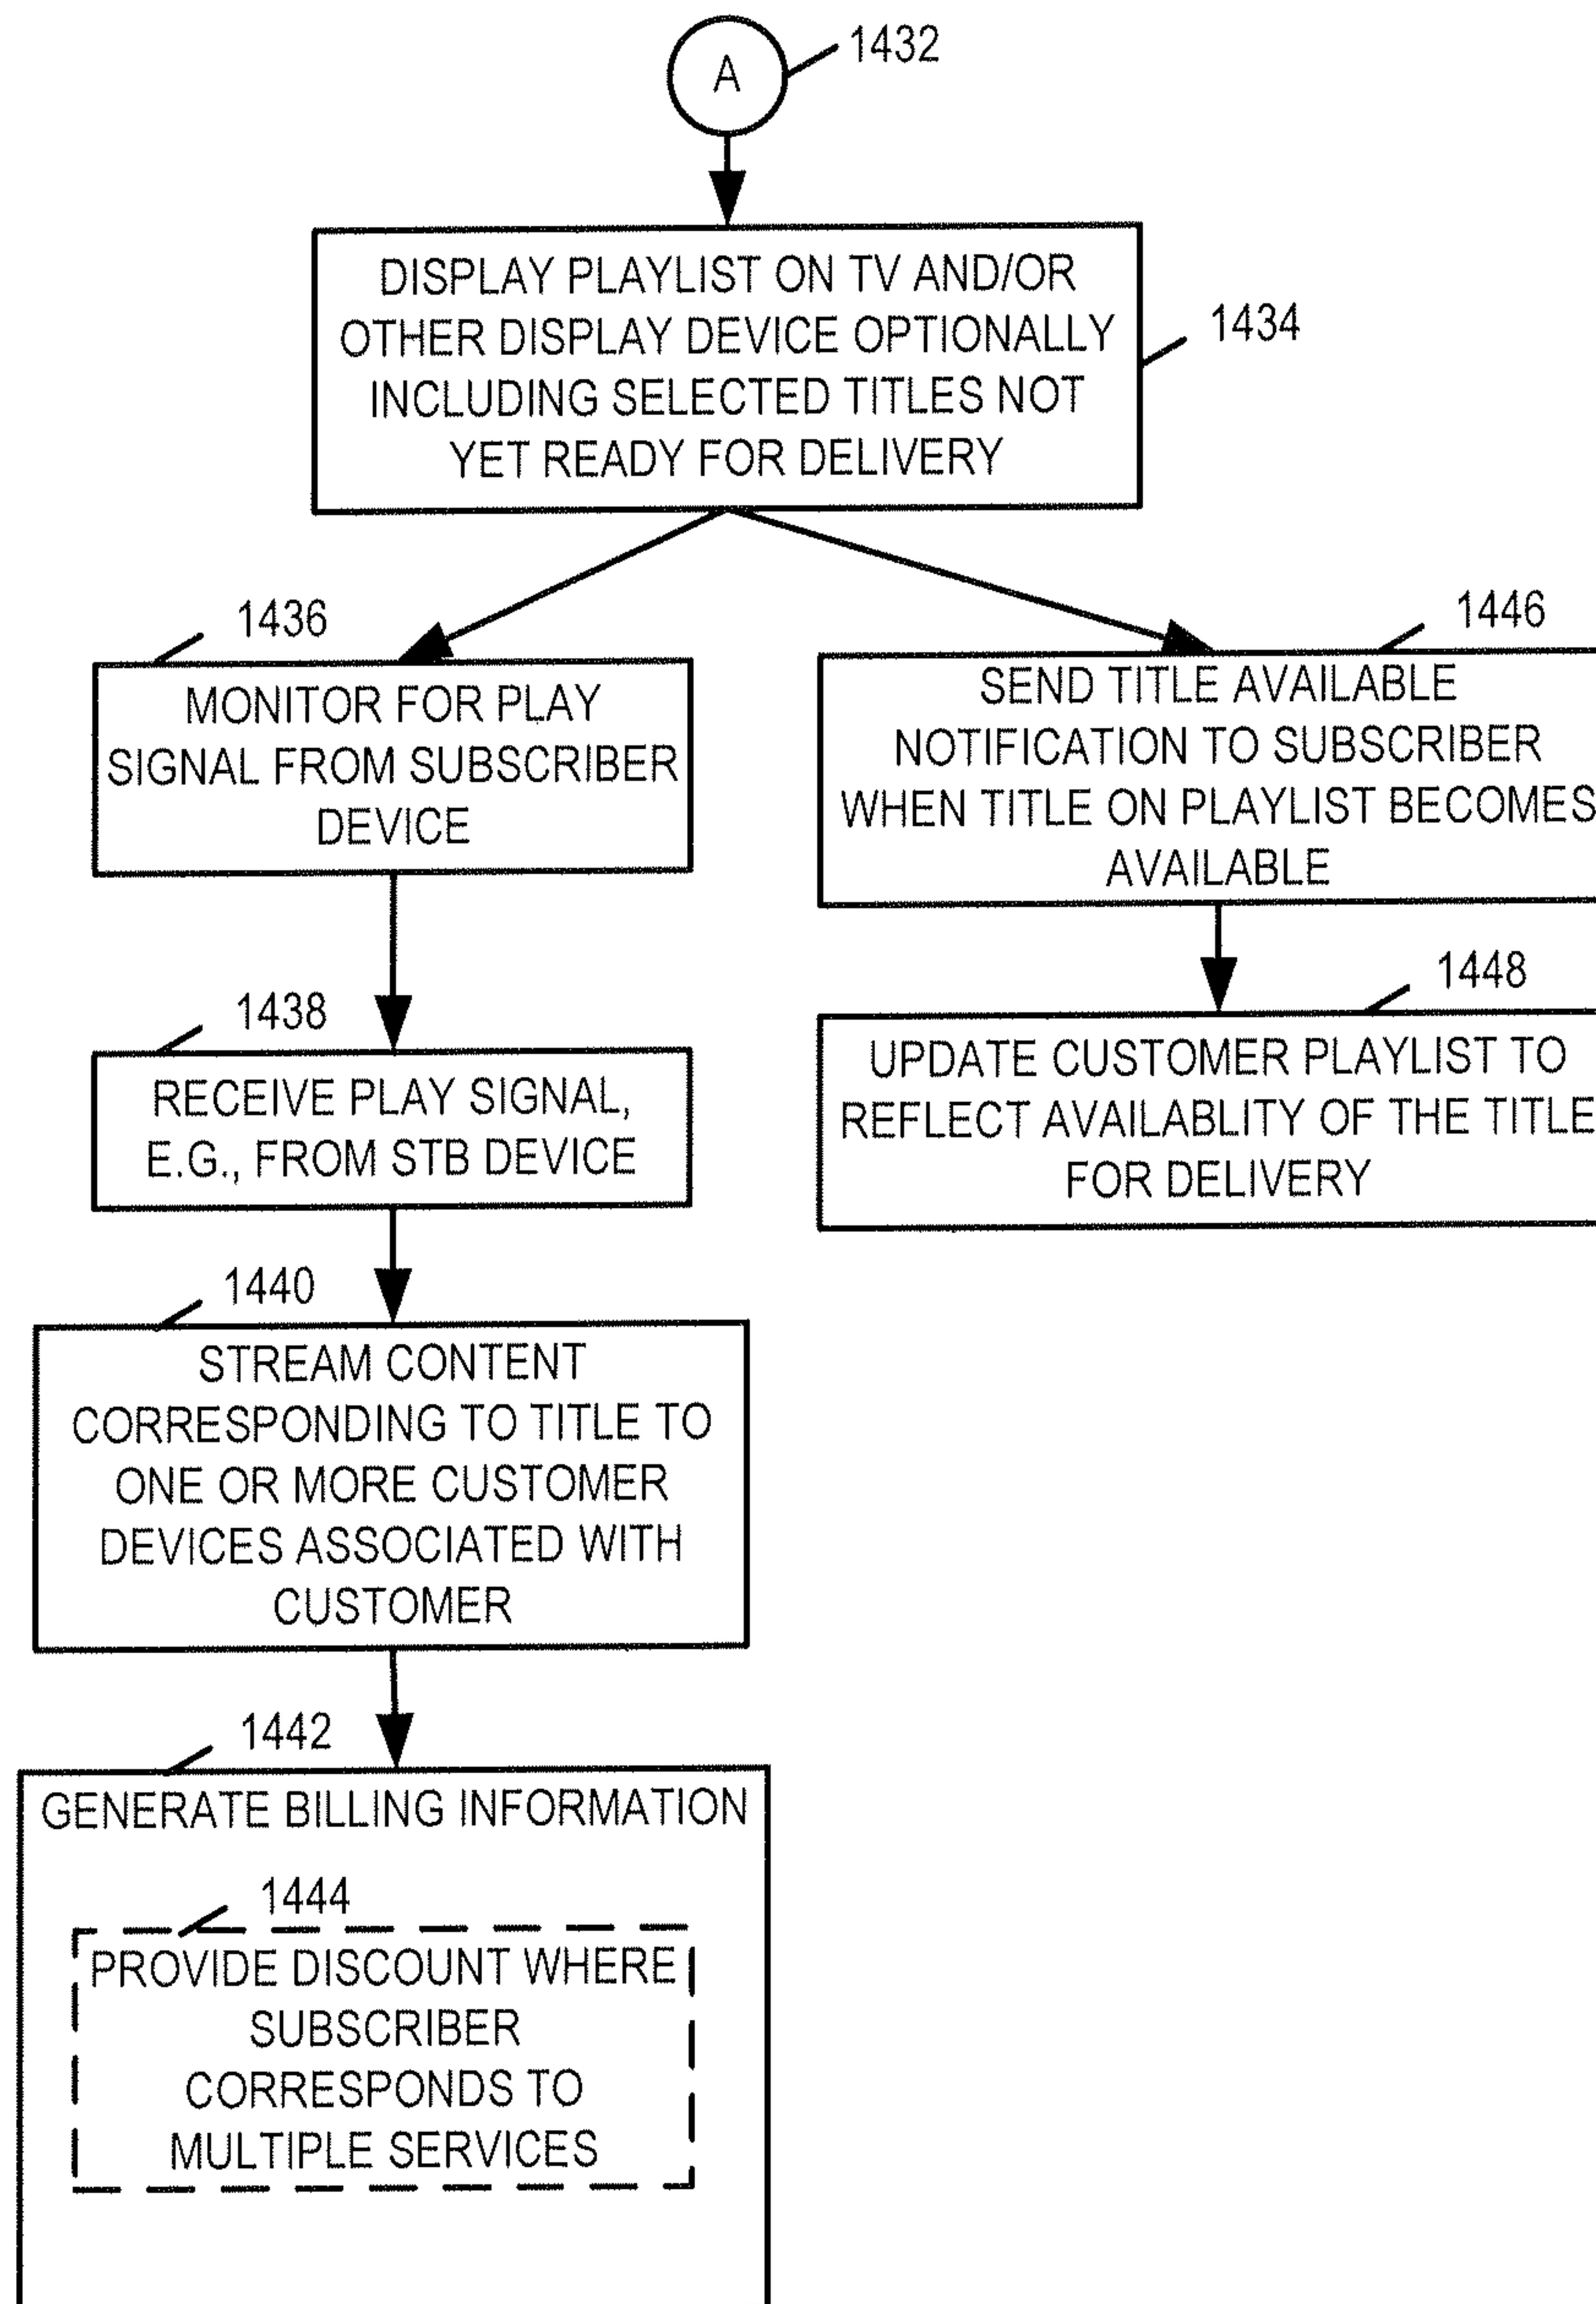 A
1432
DISPLAY PLAYLIST ON TV AND/OR
OTHER DISPLAY DEVICE OPTIONALLY
INCLUDING SELECTED TITLES NOT
YET READY FOR DELIVERY
1434
1436
MONITOR FOR PLAY
SIGNAL FROM SUBSCRIBER
DEVICE
1438
RECEIVE PLAY SIGNAL,
E.G., FROM STB DEVICE
1440
STREAM CONTENT
CORRESPONDING TO TITLE TO
ONE OR MORE CUSTOMER
DEVICES ASSOCIATED WITH
CUSTOMER
1442
GENERATE BILLING INFORMATION
1444
PROVIDE DISCOUNT WHERE
SUBSCRIBER
CORRESPONDS TO
MULTIPLE SERVICES
1446
SEND TITLE AVAILABLE
NOTIFICATION TO SUBSCRIBER
WHEN TITLE ON PLAYLIST BECOMES
AVAILABLE
1448
UPDATE CUSTOMER PLAYLIST TO
REFLECT AVAILABLITY OF THE TITLE
FOR DELIVERY